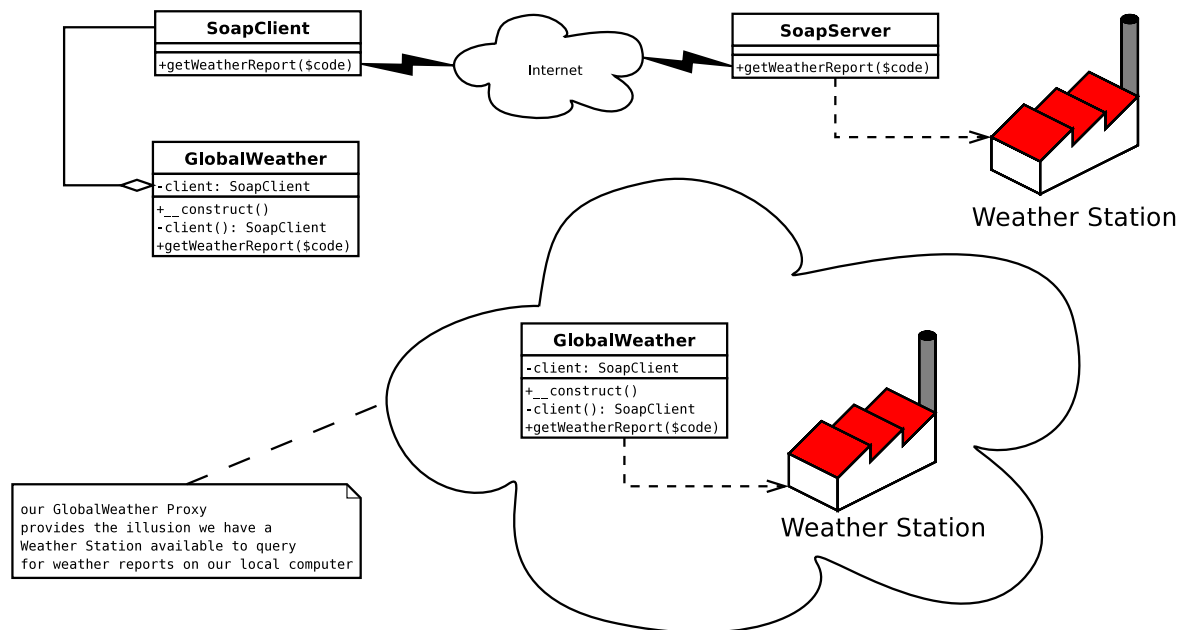 SoapClient
+getWeatherReport($code)
Internet
SoapServer
+getWeatherReport($code)
Weather Station
GlobalWeather
-client: SoapClient
+__construct()
-client(): SoapClient
+getWeatherReport($code)
GlobalWeather
-client: SoapClient
+__construct()
-client(): SoapClient
+getWeatherReport($code)
Weather Station
our GlobalWeather Proxy
provides the illusion we have a
Weather Station available to query
for weather reports on our local computer